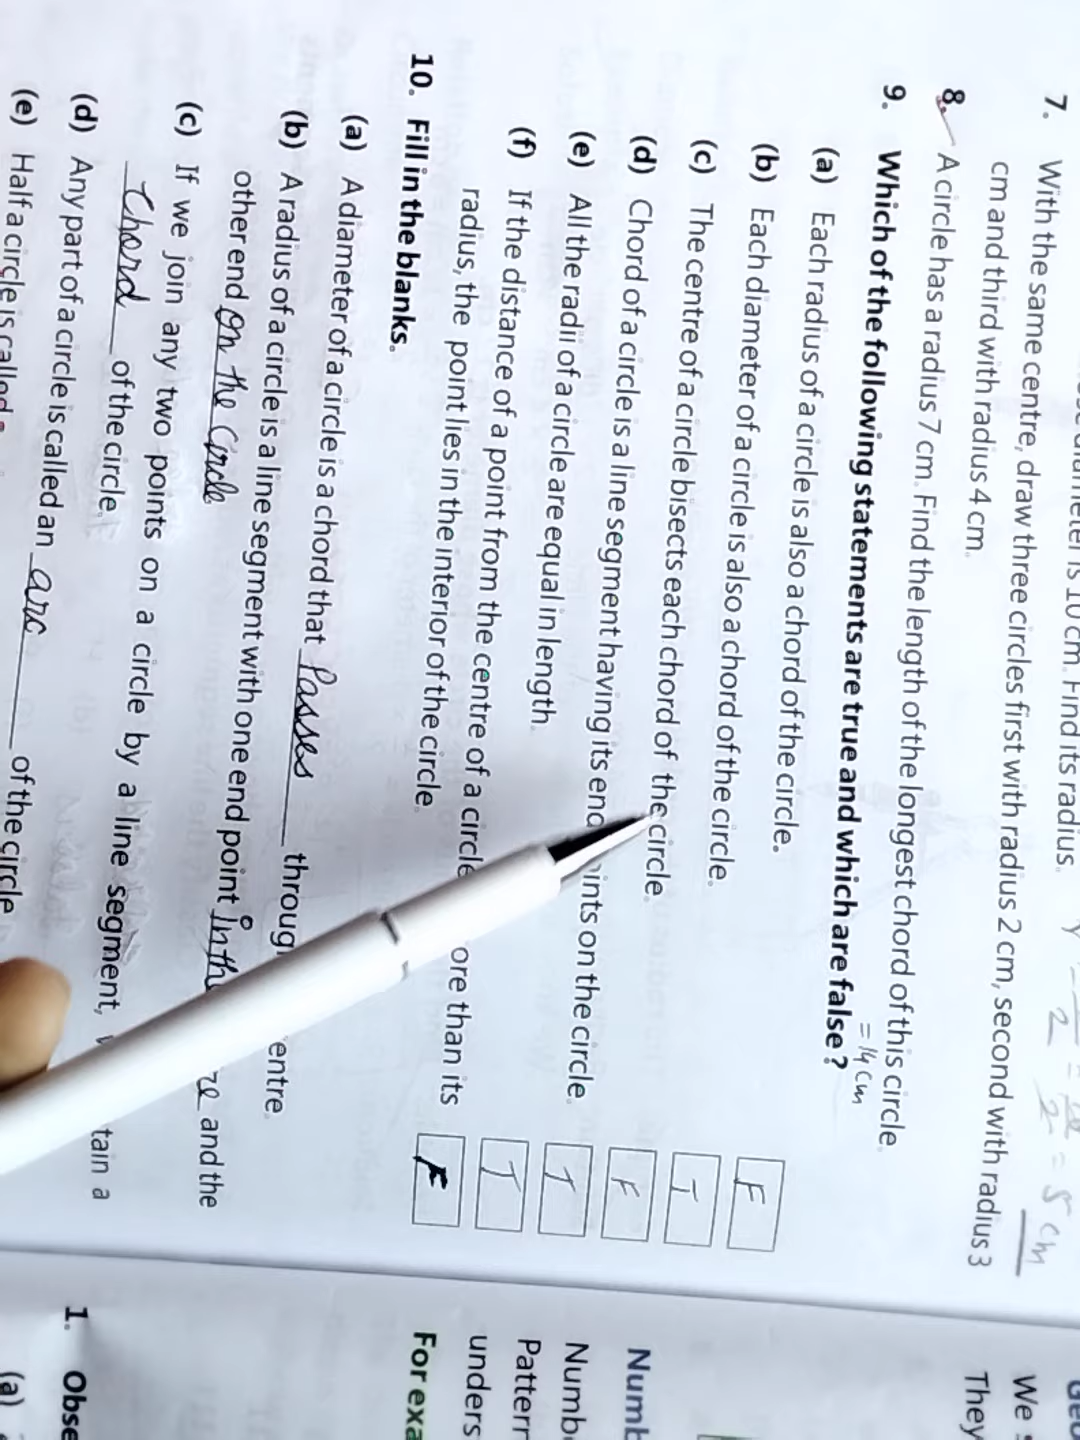 diameter is 10 cm. Find its radius.
2 = 2 = 5 cm
7. With the same centre, draw three circles first with radius 2 cm, second with radius 3
cm and third with radius 4 cm.
8. A circle has a radius 7 cm. Find the length of the longest chord of this circle.
= 14 cm
9. Which of the following statements are true and which are false?
(a) Each radius of a circle is also a chord of the circle. F
(b) Each diameter of a circle is also a chord of the circle. T
(c) The centre of a circle bisects each chord of the circle. F
(d) Chord of a circle is a line segment having its end ints on the circle. T
(e) All the radii of a circle are equal in length. T
(f) If the distance of a point from the centre of a circle ore than its
radius, the point lies in the interior of the circle. F
10. Fill in the blanks.
(a) A diameter of a circle is a chord that Passes throug entre.
(b) A radius of a circle is a line segment with one end point in th re and the
other end on the circle
(c) If we join any two points on a circle by a line segment, tain a
Chord of the circle.
(d) Any part of a circle is called an arc of the circle
(e) Half a circle is called a
We
They
Numb
Numb
Pattern
unders
For exa
1. Obse
(a)